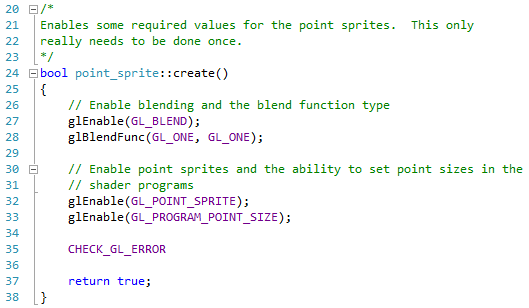 20 /*
21 Enables some required values for the point sprites.  This only
22 really needs to be done once.
23 */
24 bool point_sprite::create()
25 {
26     // Enable blending and the blend function type
27     glEnable(GL_BLEND);
28     glBlendFunc(GL_ONE, GL_ONE);
29
30     // Enable point sprites and the ability to set point sizes in the
31     // shader programs
32     glEnable(GL_POINT_SPRITE);
33     glEnable(GL_PROGRAM_POINT_SIZE);
34
35     CHECK_GL_ERROR
36
37     return true;
38 }